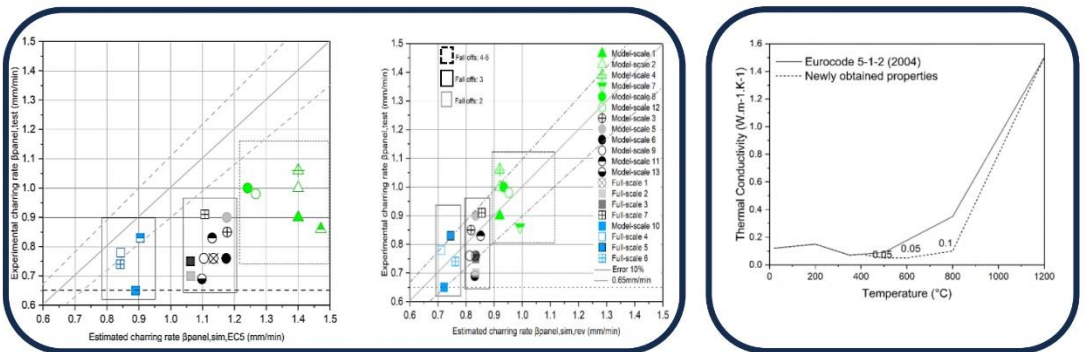 Experimental charring rate βpanel,test (mm/min)
1.5
1.4
1.3
1.2
1.1
1.0
0.9
0.8
0.7
0.6
0.6 0.7 0.8 0.9 1.0 1.1 1.2 1.3 1.4 1.5
Estimated charring rate βpanel,sim,EC5 (mm/min)
Experimental charring rate βpanel,test (mm/min)
1.5
1.4
1.3
1.2
1.1
1.0
0.9
0.8
0.7
0.6
0.6 0.7 0.8 0.9 1.0 1.1 1.2 1.3 1.4 1.5
Estimated charring rate βpanel,sim,rev (mm/min)
Fall offs: 4-5
Fall offs: 3
Fall offs: 2
Model-scale 1
Model-scale 2
Model-scale 4
Model-scale 7
Model-scale 8
Model-scale 12
Model-scale 3
Model-scale 5
Model-scale 6
Model-scale 9
Model-scale 11
Model-scale 13
Full-scale 1
Full-scale 2
Full-scale 3
Full-scale 7
Model-scale 10
Full-scale 4
Full-scale 5
Full-scale 6
Error 10%
0.65mm/min
Thermal Conductivity (W.m-1.K-1)
1.6
1.4
1.2
1.0
0.8
0.6
0.4
0.2
0.0
Eurocode 5-1-2 (2004)
Newly obtained properties
0.05
0.05
0.1
0 200 400 600 800 1000 1200
Temperature (°C)